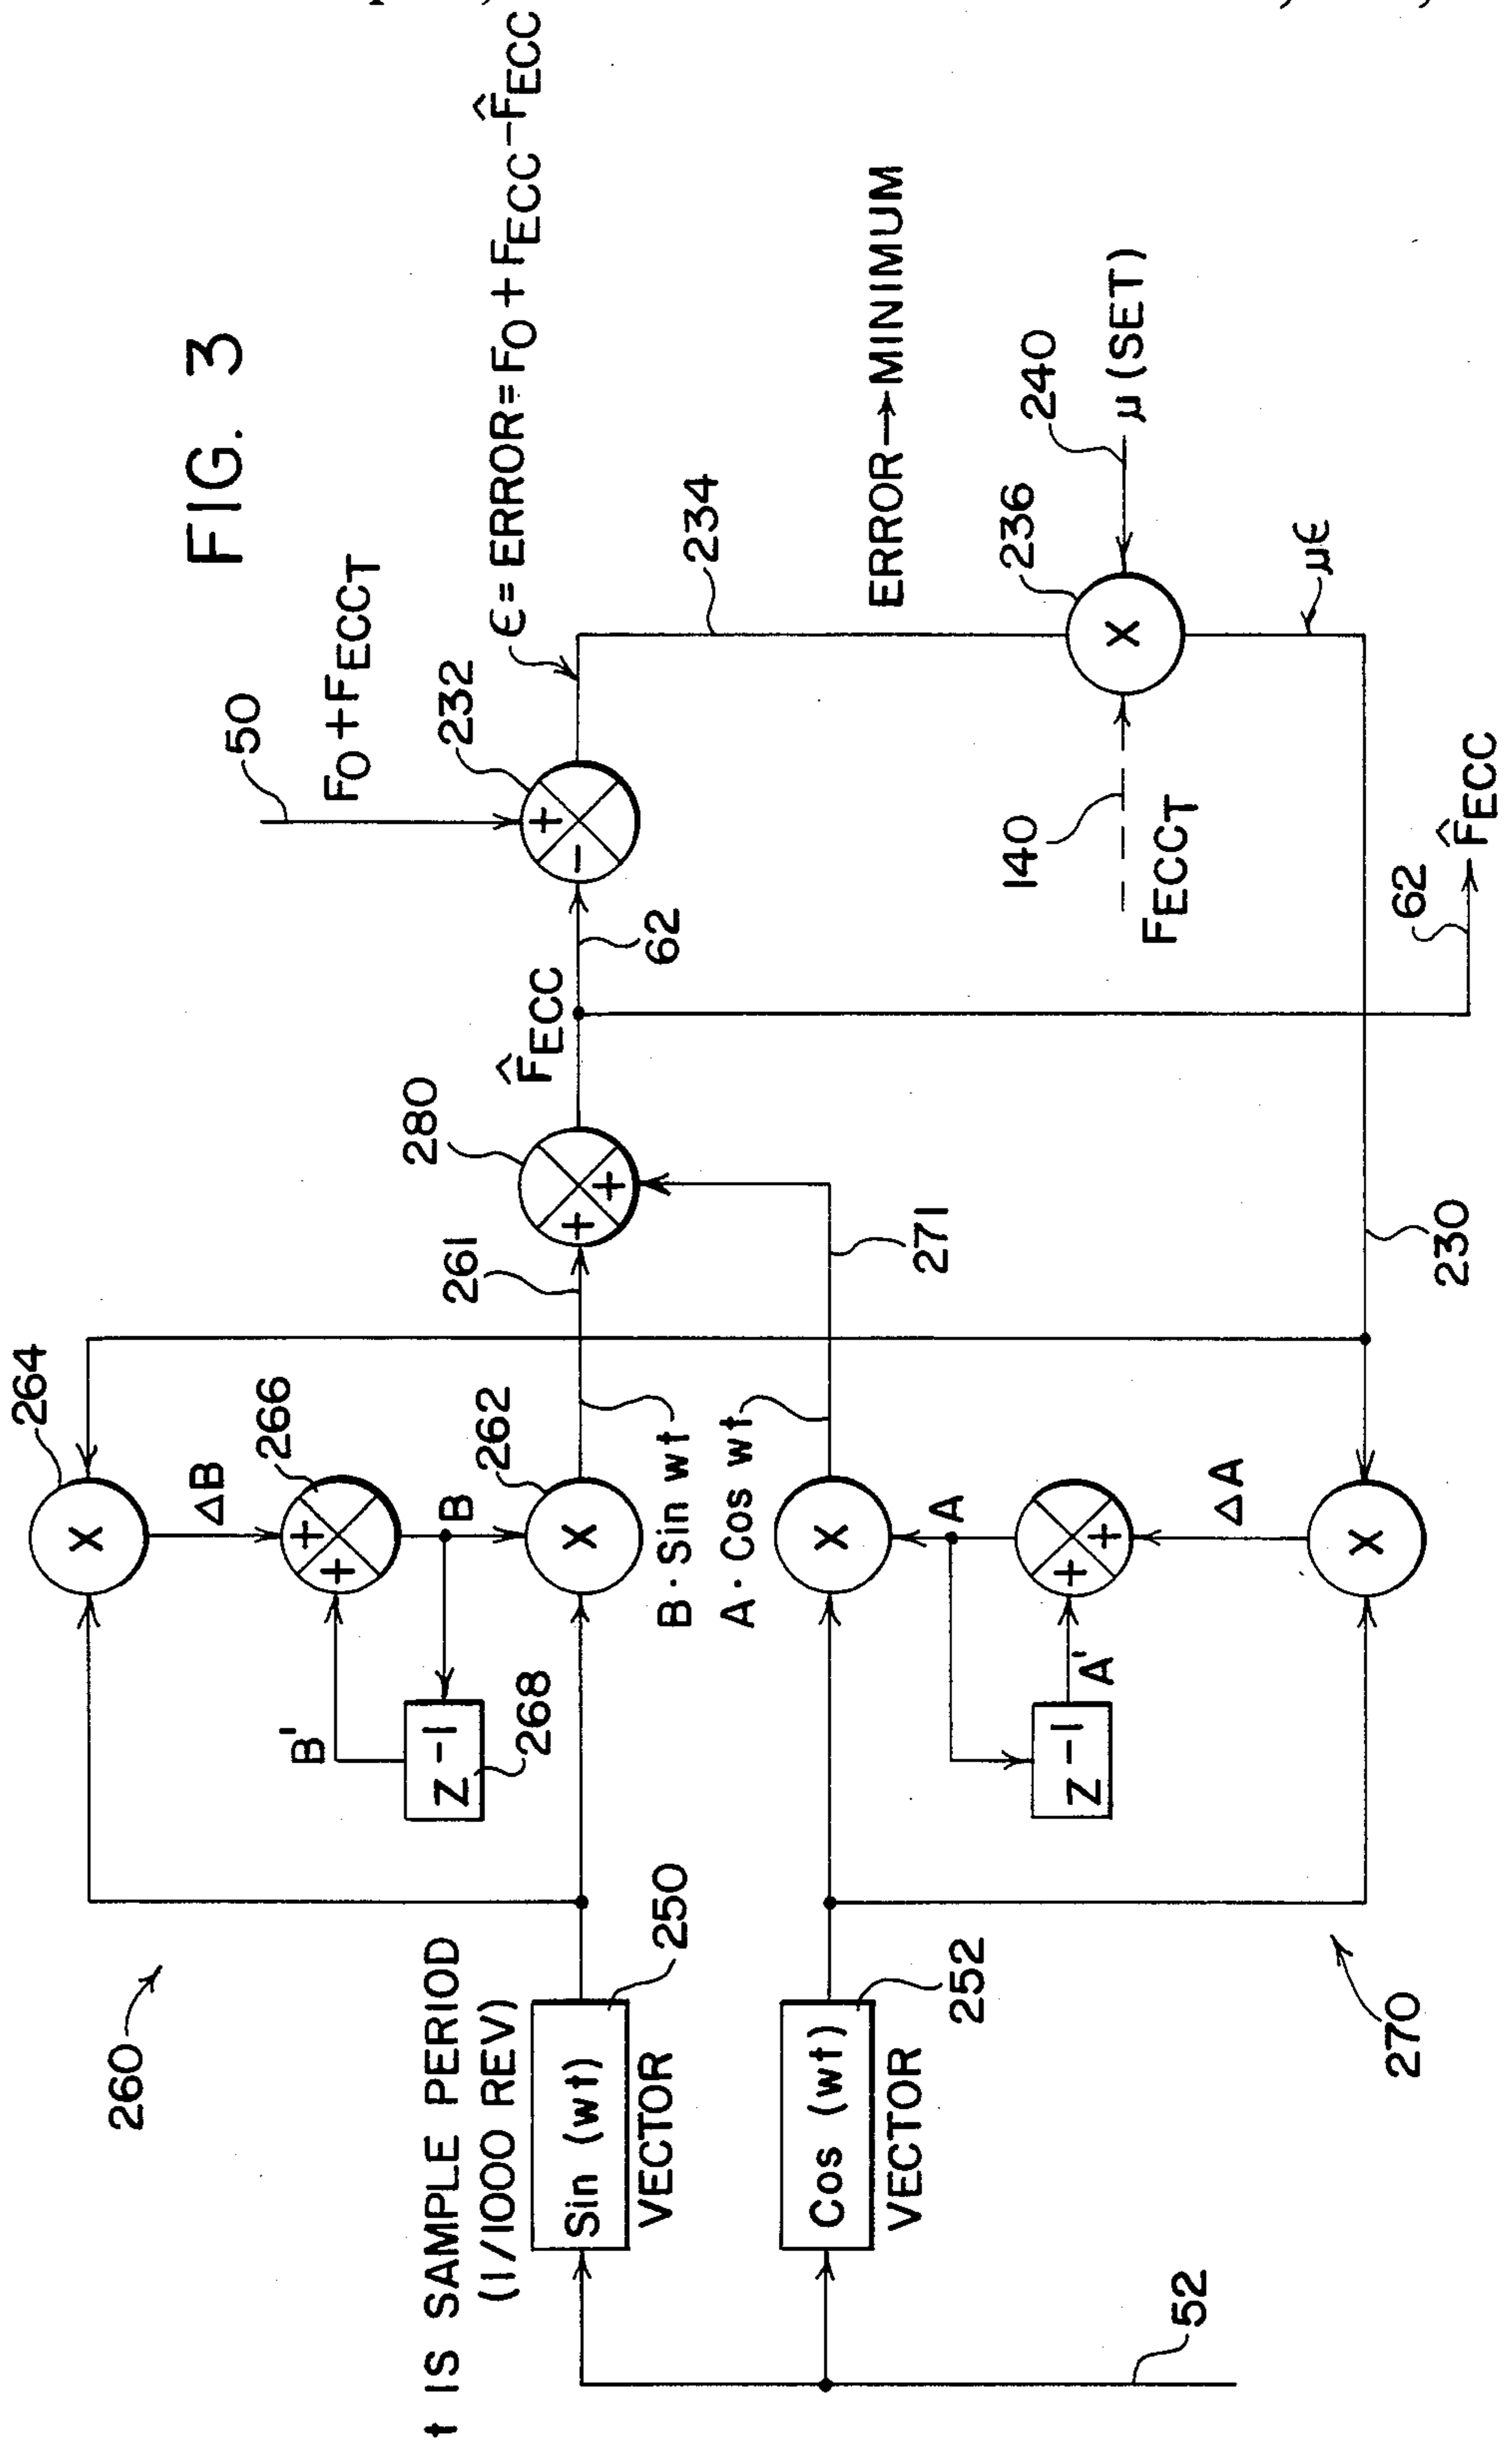 FIG. 3
50
F0+FECCT
232
ϵ = ERROR = F0 + FECC - F̂ECC
+
-
234
ERROR→MINIMUM
240
236
μ (SET)
X
μϵ
140
FECCT
62
F̂ECC
62
F̂ECC
280
+
+
261
271
230
264
X
ΔB
266
+
+
B
262
X
B'
Z -1
268
B · Sin wt
A · Cos wt
X
A
+
+
A'
Z -1
ΔA
X
260
t IS SAMPLE PERIOD
(1/1000 REV)
Sin (wt)
VECTOR
250
Cos (wt)
VECTOR
252
270
52